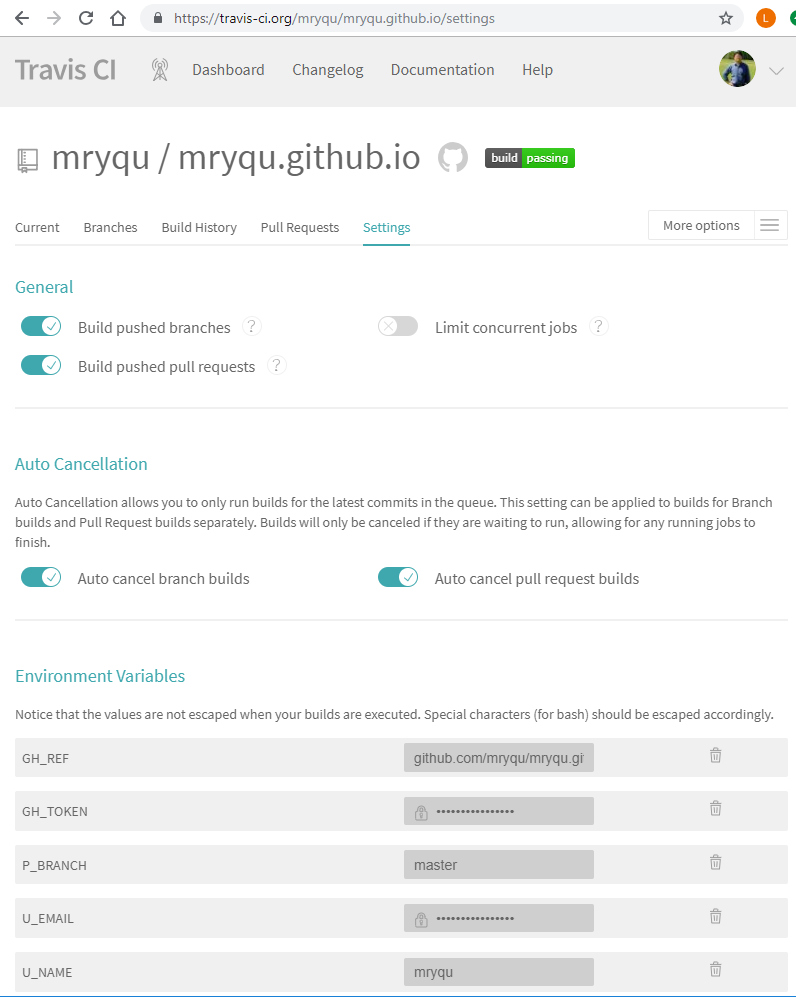 https://travis-ci.org/mryqu/mryqu.github.io/settings
L
Travis CI Dashboard Changelog Documentation Help
mryqu / mryqu.github.io build passing
Current Branches Build History Pull Requests Settings More options
General
Build pushed branches ? Limit concurrent jobs ?
Build pushed pull requests ?
Auto Cancellation
Auto Cancellation allows you to only run builds for the latest commits in the queue. This setting can be applied to builds for Branch
builds and Pull Request builds separately. Builds will only be canceled if they are waiting to run, allowing for any running jobs to
finish.
Auto cancel branch builds Auto cancel pull request builds
Environment Variables
Notice that the values are not escaped when your builds are executed. Special characters (for bash) should be escaped accordingly.
GH_REF github.com/mryqu/mryqu.gi
GH_TOKEN ••••••••••••••••
P_BRANCH master
U_EMAIL ••••••••••••••••
U_NAME mryqu